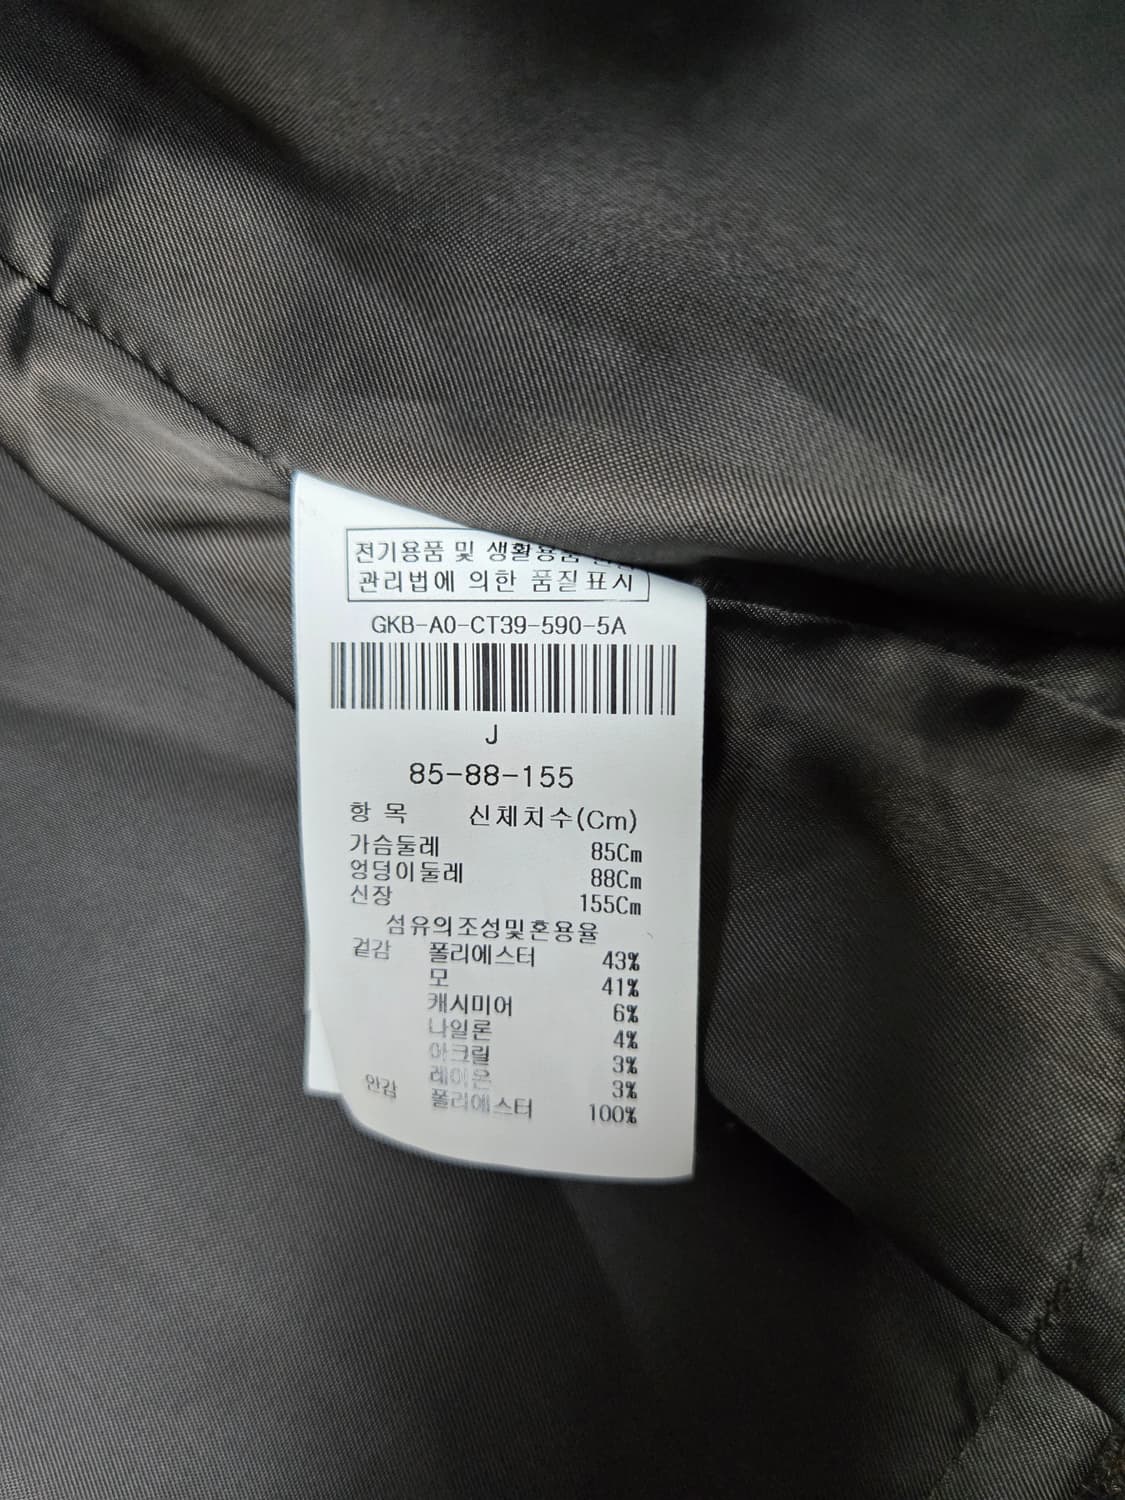 전기용품 및 생활용품
관리법에 의한 품질표시
GKB-A0-CT39-590-5A
J
85-88-155
항 목 신체치수(Cm)
가슴둘레 85Cm
엉덩이둘레 88Cm
신장 155Cm
섬유의조성및혼용율
겉감 폴리에스터 43%
모 41%
캐시미어 6%
나일론 4%
아크릴 3%
레이온 3%
안감 폴리에스터 100%